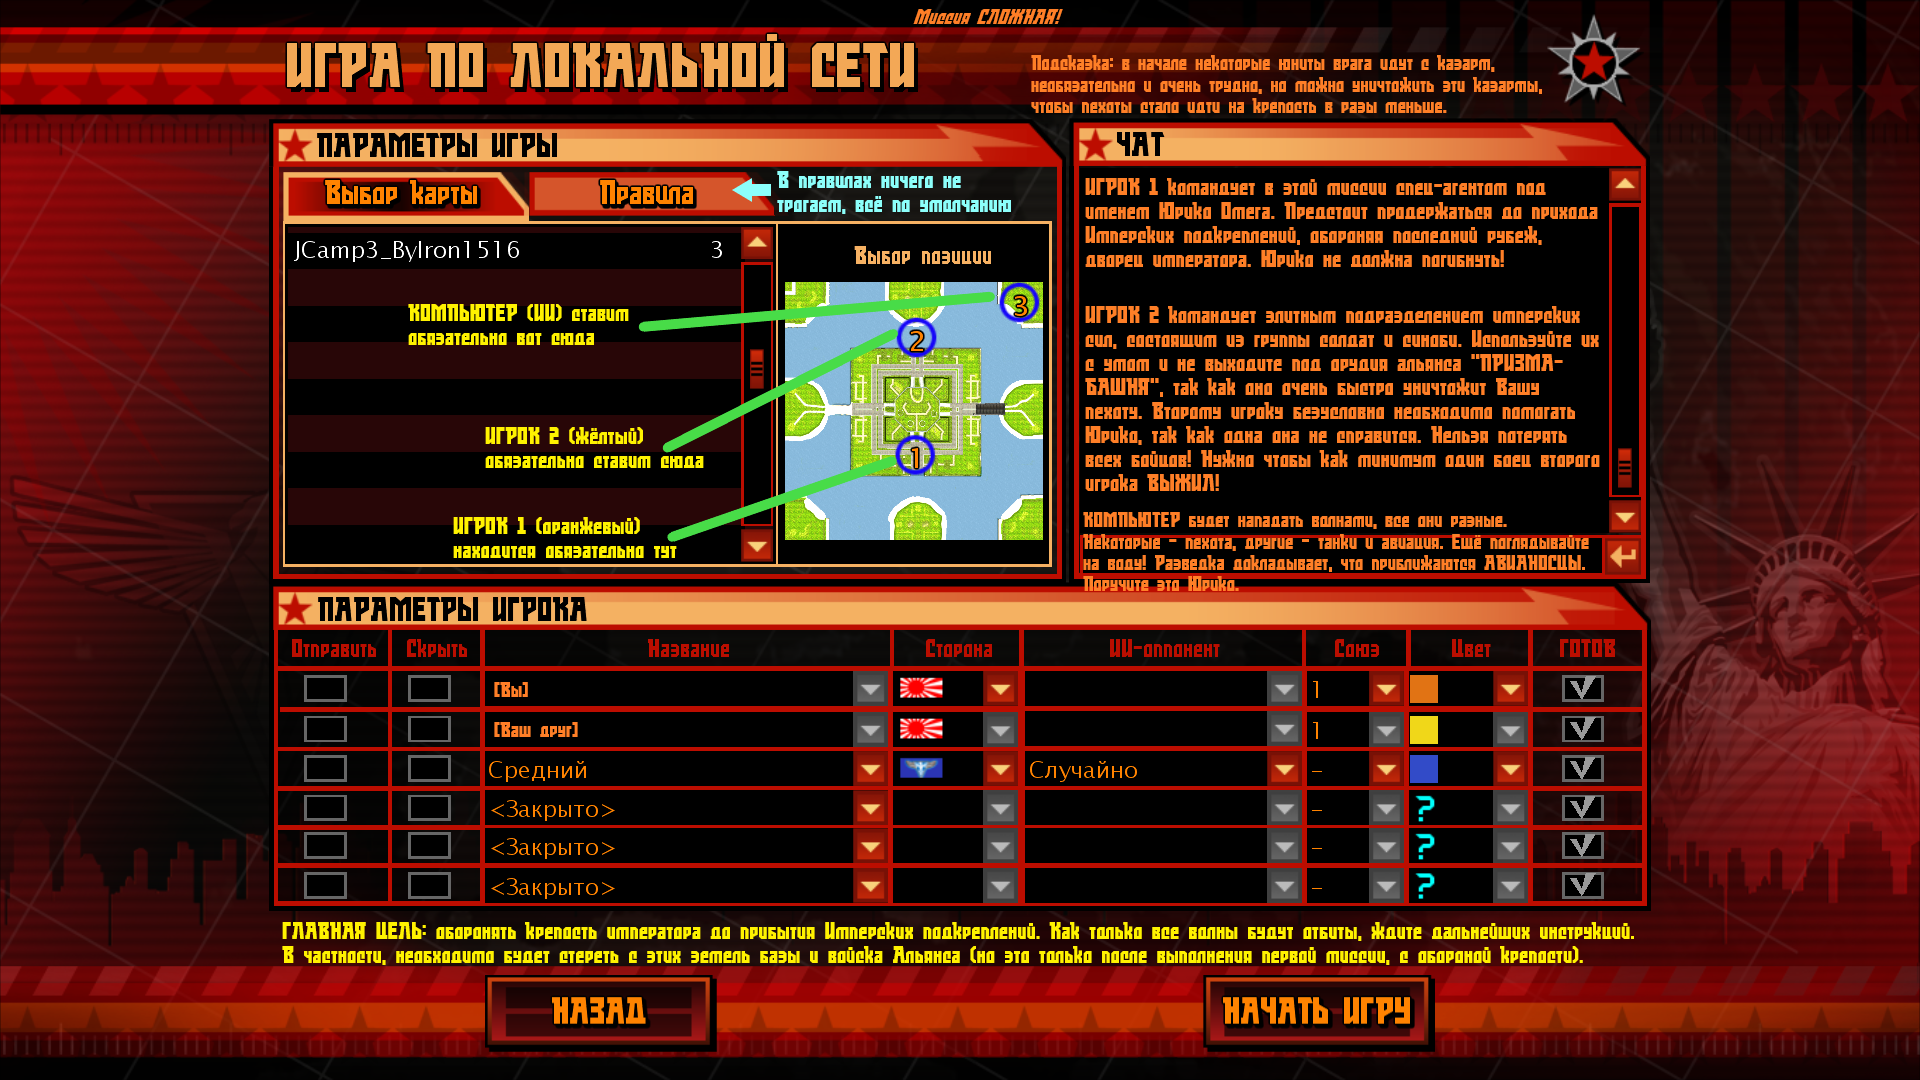 Миссия СЛОЖНАЯ!
ИГРА ПО ЛОКАЛЬНОЙ СЕТИ
Подсказка: в начале некоторые юниты врага идут с казарм,
необязательно и очень трудно, но можно уничтожить эти казармы,
чтобы пехоты стало идти на крепость в разы меньше.
ПАРАМЕТРЫ ИГРЫ
Выбор карты
Правила
В правилах ничего не
трогаем, всё по умолчанию
JCamp3_ByIron1516 3
Выбор позиции
КОМПЬЮТЕР (ИИ) ставим
обязательно вот сюда
3
2
ИГРОК 2 (жёлтый)
обязательно ставим сюда
1
ИГРОК 1 (оранжевый)
находится обязательно тут
ЧАТ
ИГРОК 1 командует в этой миссии спец-агентом под
именем Юрико Омега. Предстоит продержаться до прихода
Имперских подкреплений, обороняя последний рубеж,
дворец императора. Юрико не должна погибнуть!
ИГРОК 2 командует элитным подразделением имперских
сил, состоящим из группы солдат и синоби. Используйте их
с умом и не выходите под орудия альянса "ПРИЗМА-
БАШНЯ", так как оно очень быстро уничтожит Вашу
пехоту. Второму игроку безусловно необходимо помогать
Юрико, так как одна она не справится. Нельзя потерять
всех бойцов! Нужно чтобы как минимум один боец второго
игрока ВЫЖИЛ!
КОМПЬЮТЕР будет нападать волнами, все они разные.
Некоторые - пехота, другие - танки и авиация. Ещё поглядывайте
на воду! Разведка докладывает, что приближаются АВИАНОСЦЫ.
Поручите это Юрико.
ПАРАМЕТРЫ ИГРОКА
Отправить Скрыть Название Сторона ИИ-оппонент Союз Цвет ГОТОВ
[Вы] 1
[Ваш друг] 1
Средний Случайно -
<Закрыто> - ?
<Закрыто> - ?
<Закрыто> - ?
ГЛАВНАЯ ЦЕЛЬ: оборонять крепость императора до прибытия Имперских подкреплений. Как только все волны будут отбиты, ждите дальнейших инструкций.
В частности, необходимо будет стереть с этих земель базы и войска Альянса (но это только после выполнения первой миссии, с обороной крепости).
НАЗАД
НАЧАТЬ ИГРУ